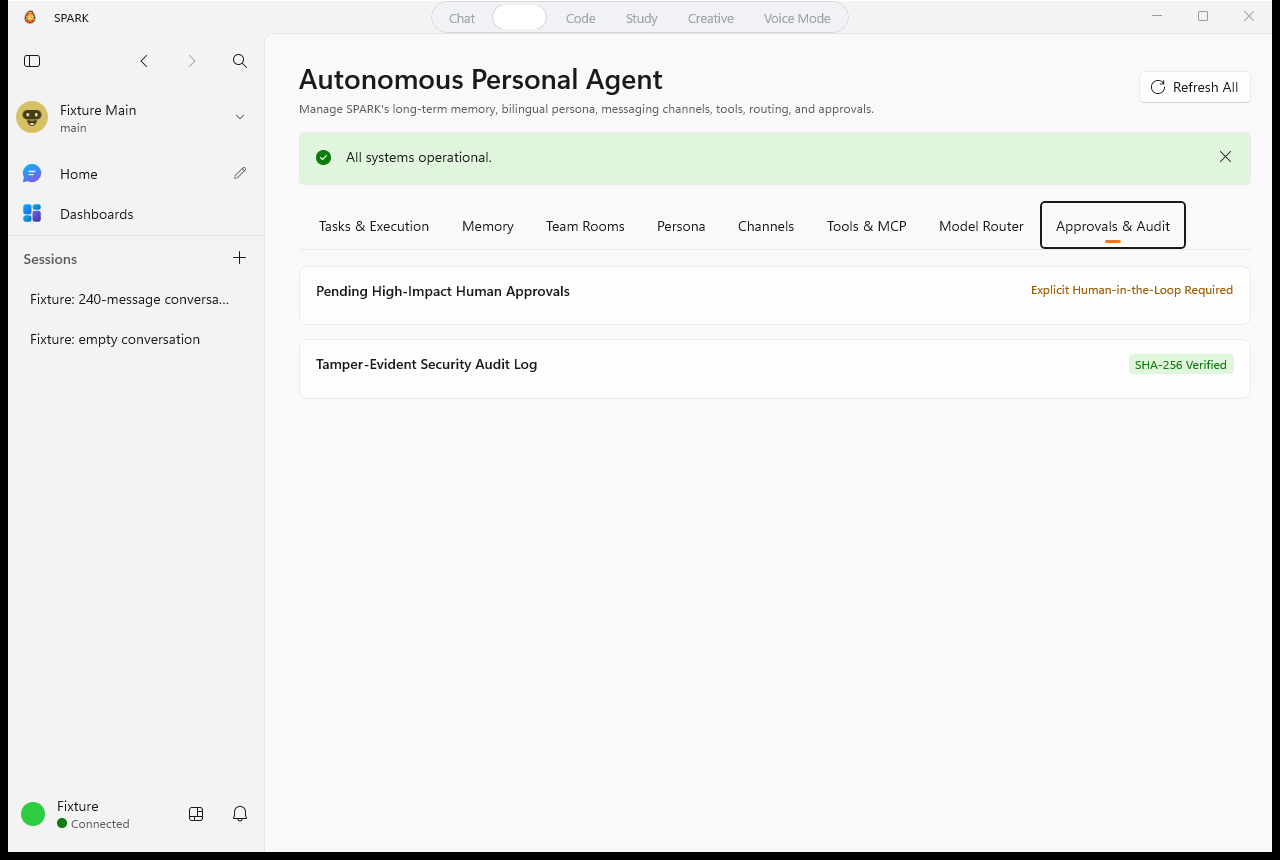 SPARK
Chat
Code
Study
Creative
Voice Mode
Fixture Main
main
Home
Dashboards
Sessions
Fixture: 240-message conversa...
Fixture: empty conversation
Fixture
Connected
Autonomous Personal Agent
Manage SPARK's long-term memory, bilingual persona, messaging channels, tools, routing, and approvals.
Refresh All
All systems operational.
Tasks & Execution
Memory
Team Rooms
Persona
Channels
Tools & MCP
Model Router
Approvals & Audit
Pending High-Impact Human Approvals
Explicit Human-in-the-Loop Required
Tamper-Evident Security Audit Log
SHA-256 Verified